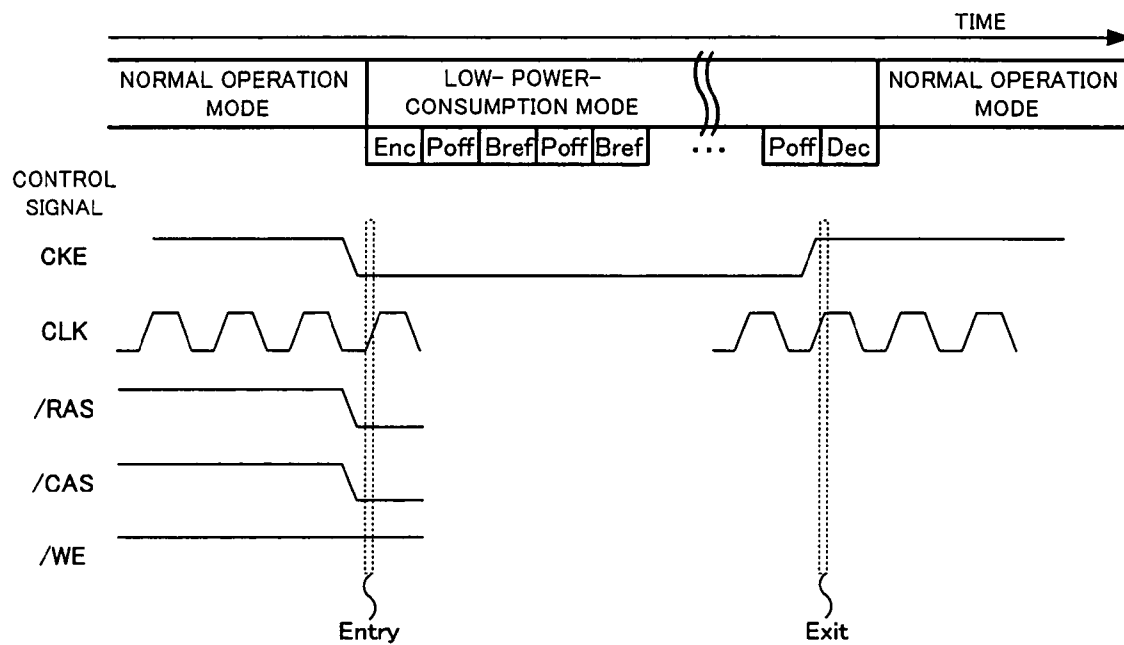 TIME
NORMAL OPERATION
MODE
LOW- POWER-
CONSUMPTION MODE
NORMAL OPERATION
MODE
Enc Poff Bref Poff Bref ... Poff Dec
CONTROL
SIGNAL
CKE
CLK
/RAS
/CAS
/WE
Entry
Exit